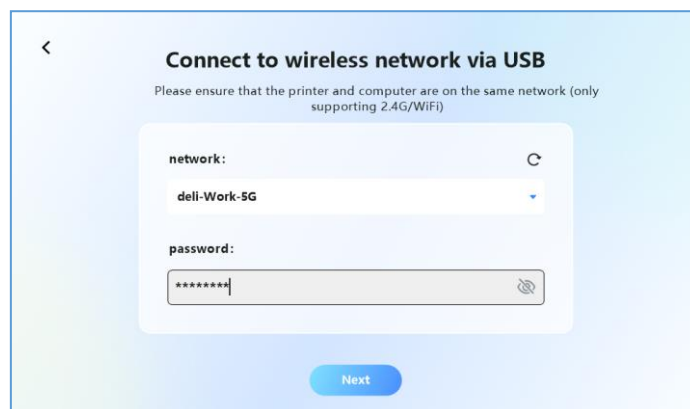 Connect to wireless network via USB
Please ensure that the printer and computer are on the same network (only
supporting 2.4G/WiFi)
network:
deli-Work-5G
password:
********
Next